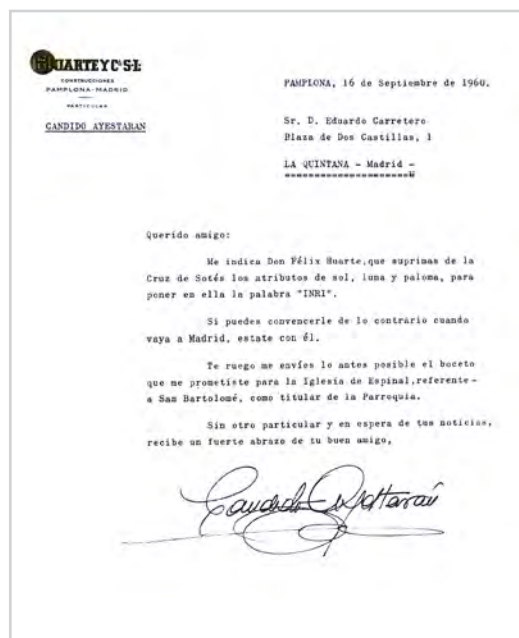 HUARTE Y Cª S·L·
CONSTRUCCIONES
PAMPLONA-MADRID
PARTICULAR
CANDIDO AYESTARAN
PAMPLONA, 16 de Septiembre de 1960.
Sr. D. Eduardo Carretero
Plaza de Dos Castillas, 1
LA QUINTANA - Madrid -
Querido amigo:
Me indica Don Félix Huarte,que suprimas de la
Cruz de Sotés los atributos de sol, luna y paloma, para
poner en ella la palabra "INRI".
Si puedes convencerle de lo contrario cuando
vaya a Madrid, estate con él.
Te ruego me envíes lo antes posible el boceto
que me prometiste para la Iglesia de Espinal,referente-
a San Bartolomé, como titular de la Parroquia.
Sin otro particular y en espera de tus noticias,
recibe un fuerte abrazo de tu buen amigo,
Candido Ayestarán